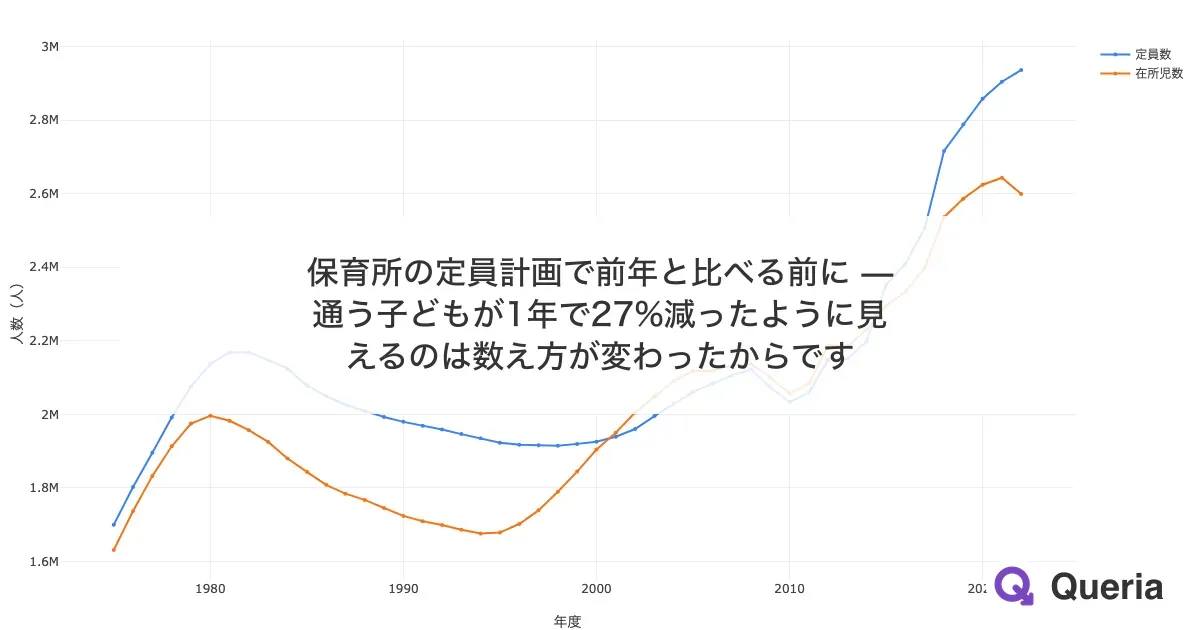 3M
2.8M
2.6M
2.4M
2.2M
2M
1.8M
1.6M
人数（人）
定員数
在所児数
保育所の定員計画で前年と比べる前に —
通う子どもが1年で27%減ったように見
えるのは数え方が変わったからです
1980
1990
2000
2010
年度
Queria